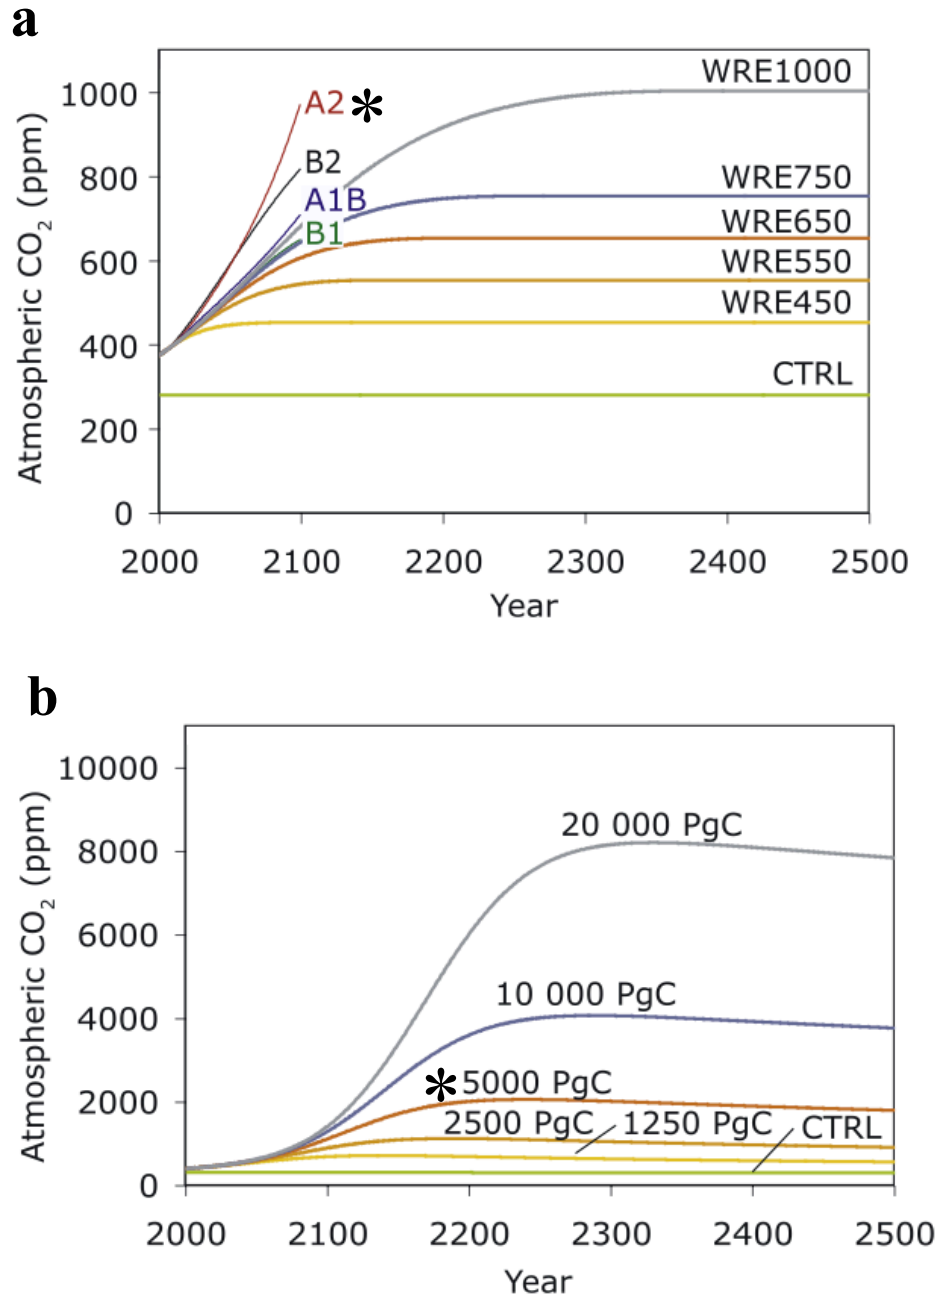 a
Atmospheric CO₂ (ppm)
1000
800
600
400
200
0
WRE1000
A2 *
B2
A1B
B1
WRE750
WRE650
WRE550
WRE450
CTRL
2000 2100 2200 2300 2400 2500
Year
b
Atmospheric CO₂ (ppm)
10000
8000
6000
4000
2000
0
20 000 PgC
10 000 PgC
* 5000 PgC
2500 PgC 1250 PgC CTRL
2000 2100 2200 2300 2400 2500
Year